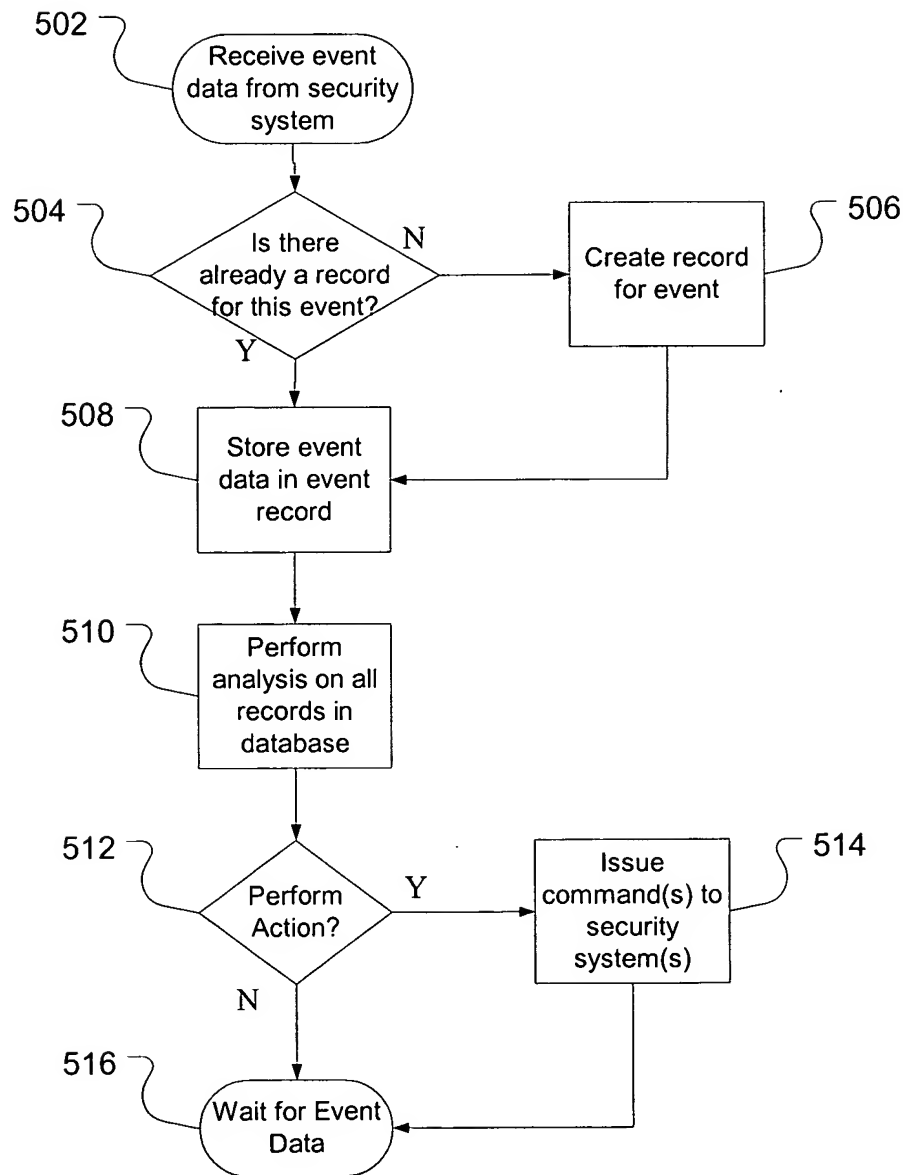 502
Receive event
data from security
system
504
Is there
already a record
for this event?
N
Y
506
Create record
for event
508
Store event
data in event
record
510
Perform
analysis on all
records in
database
512
Perform
Action?
Y
N
514
Issue
command(s) to
security
system(s)
516
Wait for Event
Data